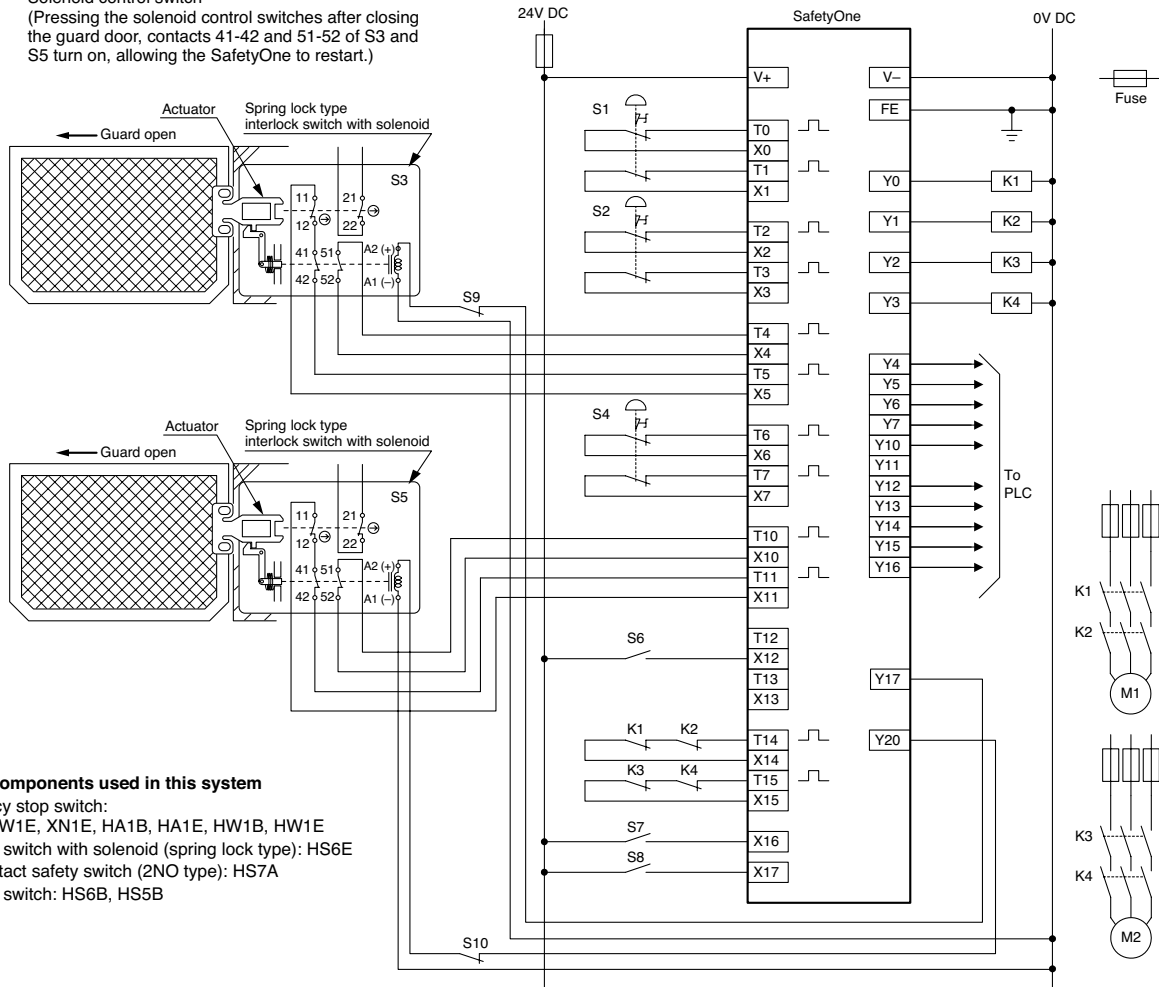 Solenoid control switch
(Pressing the solenoid control switches after closing
the guard door, contacts 41-42 and 51-52 of S3 and
S5 turn on, allowing the SafetyOne to restart.)
24V DC
SafetyOne
0V DC
Fuse
Actuator
Spring lock type
interlock switch with solenoid
Guard open
S3
11
21
12
22
41
51
A2 (+)
42
52
A1 (–)
S9
Actuator
Spring lock type
interlock switch with solenoid
Guard open
S5
11
21
12
22
41
51
A2 (+)
42
52
A1 (–)
S10
S1
S2
S4
S6
K1
K2
K3
K4
S7
S8
V+
T0
X0
T1
X1
T2
X2
T3
X3
T4
X4
T5
X5
T6
X6
T7
X7
T10
X10
T11
X11
T12
X12
T13
X13
T14
X14
T15
X15
X16
X17
V–
FE
Y0
K1
Y1
K2
Y2
K3
Y3
K4
Y4
Y5
Y6
Y7
Y10
Y11
Y12
Y13
Y14
Y15
Y16
To
PLC
Y17
Y20
K1
K2
M1
K3
K4
M2
omponents used in this system
cy stop switch:
W1E, XN1E, HA1B, HA1E, HW1B, HW1E
switch with solenoid (spring lock type): HS6E
tact safety switch (2NO type): HS7A
switch: HS6B, HS5B